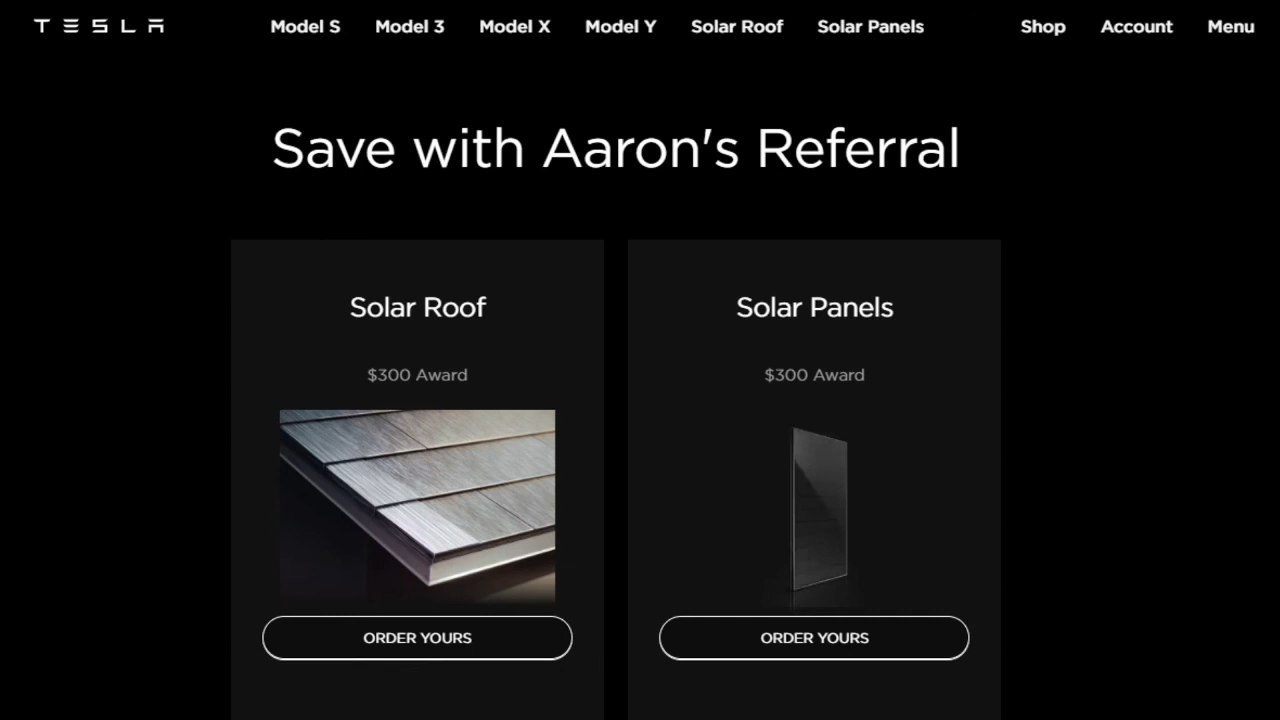 TESLA Model S Model 3 Model X Model Y Solar Roof Solar Panels Shop Account Menu
Save with Aaron's Referral
Solar Roof Solar Panels
$300 Award $300 Award
ORDER YOURS ORDER YOURS